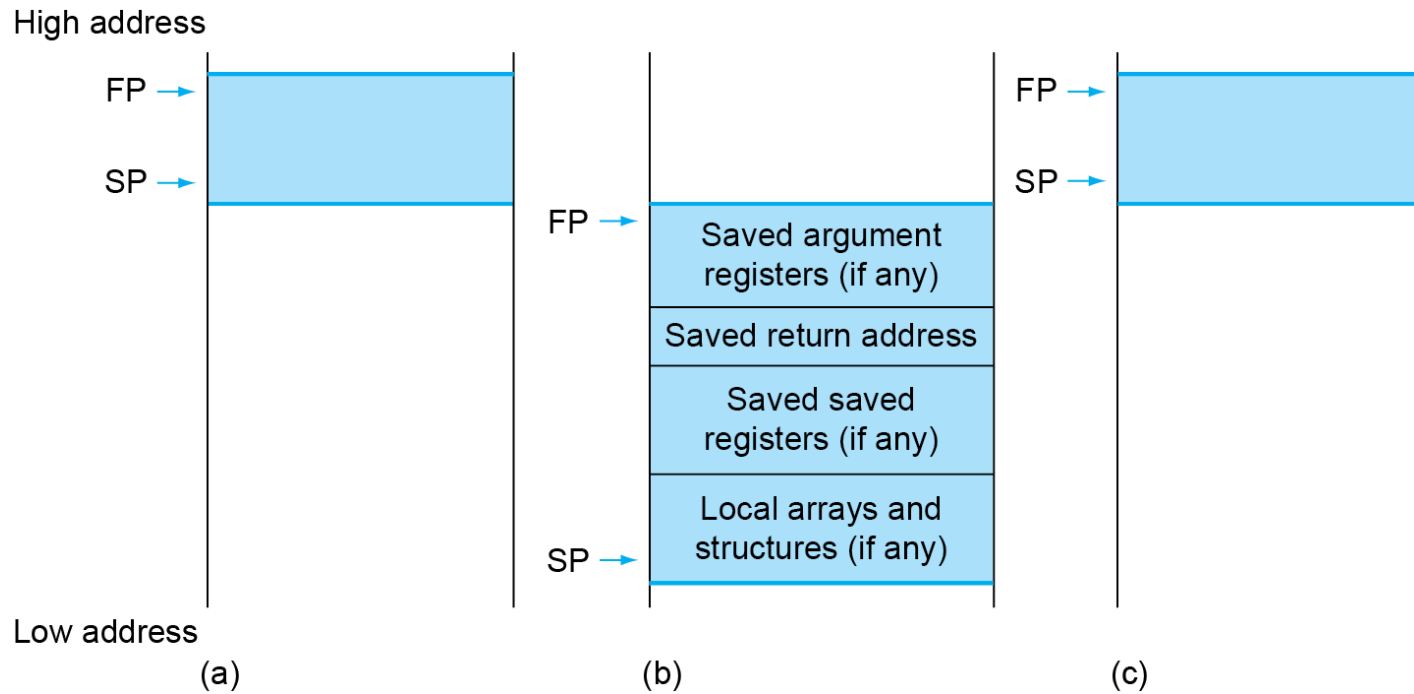 High address
FP
SP
FP
Saved argument
registers (if any)
Saved return address
Saved saved
registers (if any)
Local arrays and
structures (if any)
SP
FP
SP
Low address
(a)
(b)
(c)